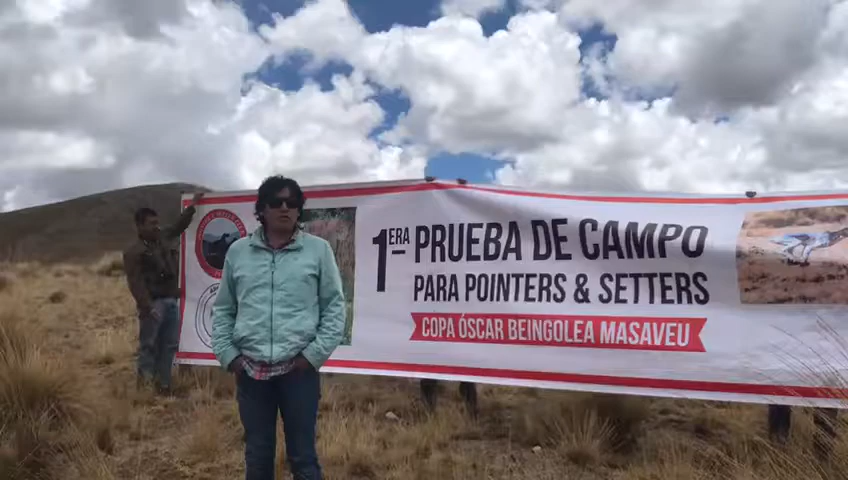 1ERA PRUEBA DE CAMPO
PARA POINTERS & SETTERS
COPA ÓSCAR BEINGOLEA MASAVEU